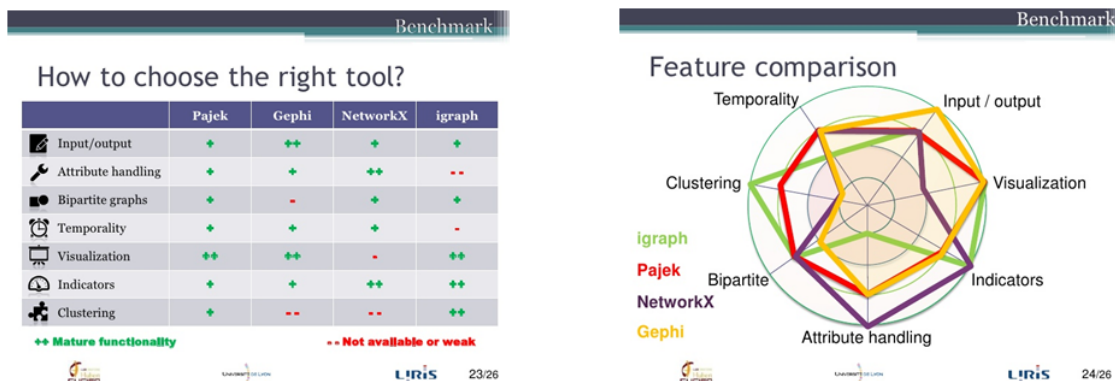 Benchmark
How to choose the right tool?
Pajek Gephi NetworkX igraph
Input/output + ++ + +
Attribute handling + + ++ --
Bipartite graphs + - + +
Temporality + + + -
Visualization ++ ++ - ++
Indicators + + ++ ++
Clustering + -- -- ++
++ Mature functionality
-- Not available or weak
UNIVERSITÉ DE LYON
LIRIS
23/26
Benchmark
Feature comparison
Temporality
Input / output
Clustering
Visualization
igraph
Pajek
Bipartite
Indicators
NetworkX
Gephi
Attribute handling
UNIVERSITÉ DE LYON
LIRIS
24/26